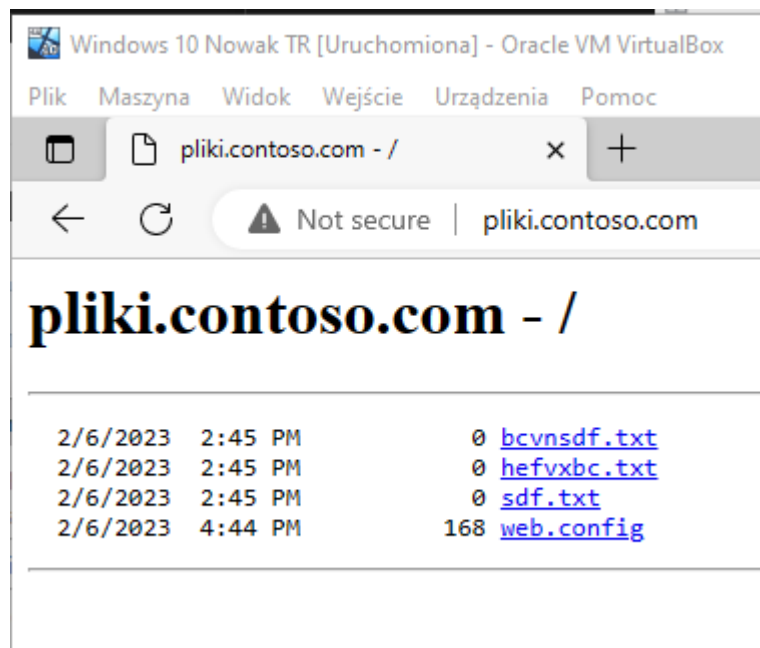 Windows 10 Nowak TR [Uruchomiona] - Oracle VM VirtualBox
Plik Maszyna Widok Wejście Urządzenia Pomoc
pliki.contoso.com - /
Not secure | pliki.contoso.com
pliki.contoso.com - /
2/6/2023 2:45 PM 0 bcvnsdf.txt
2/6/2023 2:45 PM 0 hefvxbc.txt
2/6/2023 2:45 PM 0 sdf.txt
2/6/2023 4:44 PM 168 web.config